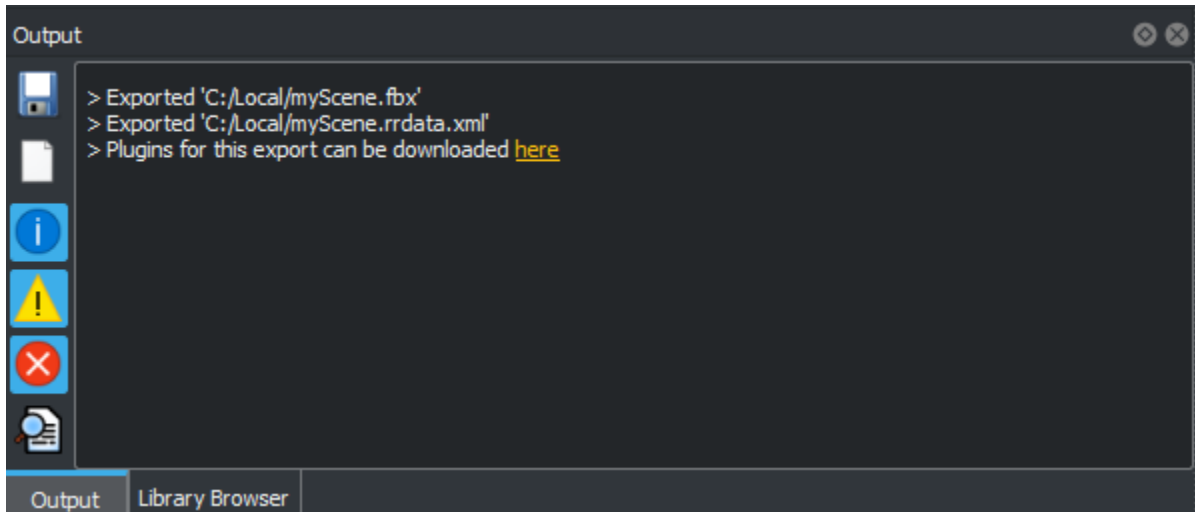 Output
> Exported 'C:/Local/myScene.fbx'
> Exported 'C:/Local/myScene.rrdata.xml'
> Plugins for this export can be downloaded here
Output
Library Browser